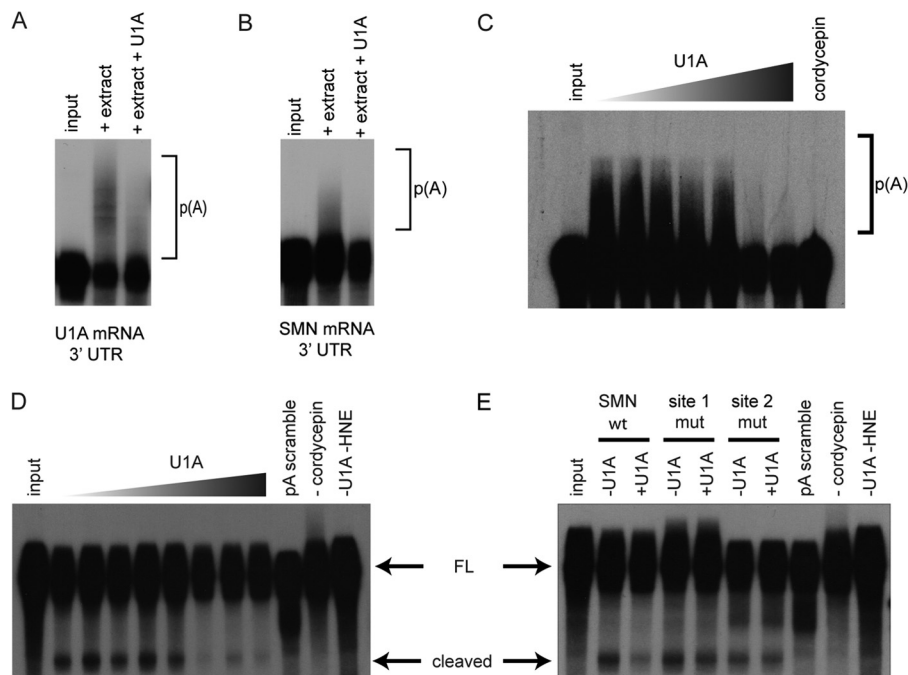 A
input
+ extract
+ extract + U1A
p(A)
U1A mRNA
3' UTR
B
input
+ extract
+ extract + U1A
p(A)
SMN mRNA
3' UTR
C
input
U1A
cordycepin
p(A)
D
input
U1A
pA scramble
- cordycepin
-U1A -HNE
FL
cleaved
E
input
SMN
wt
-U1A
+U1A
site 1
mut
-U1A
+U1A
site 2
mut
-U1A
+U1A
pA scramble
- cordycepin
-U1A -HNE